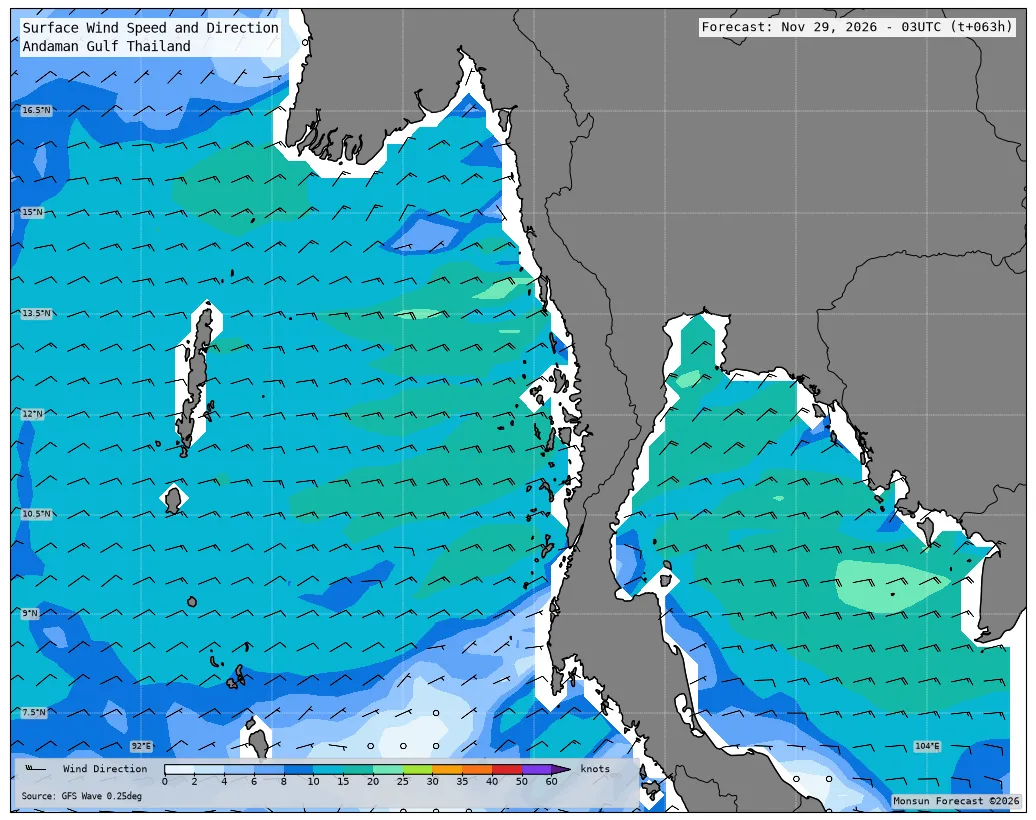 Surface Wind Speed and Direction
Andaman Gulf Thailand
Forecast: Nov 29, 2026 - 03UTC (t+063h)
16.5°N
15°N
13.5°N
12°N
10.5°N
9°N
7.5°N
92°E
104°E
Wind Direction
0 2 4 6 8 10 15 20 25 30 35 40 50 60
knots
Source: GFS Wave 0.25deg
Monsun Forecast ©2026